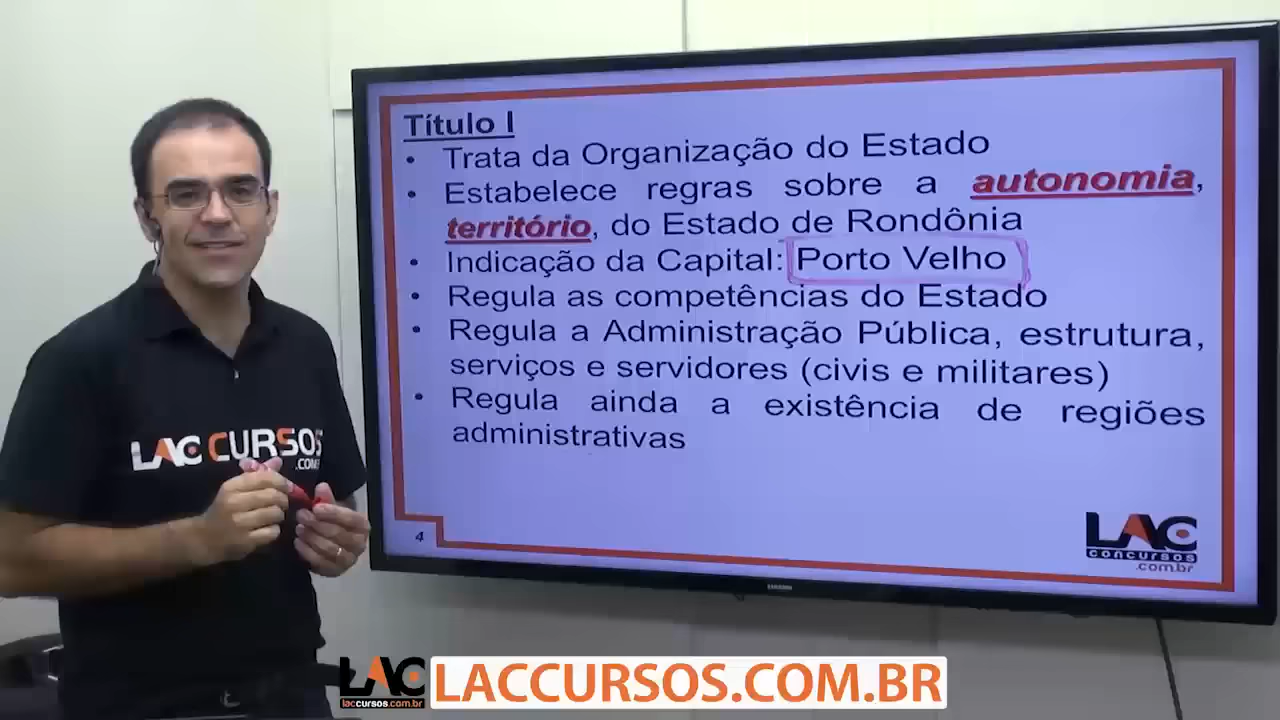 Título I
• Trata da Organização do Estado
• Estabelece regras sobre a autonomia,
território, do Estado de Rondônia
• Indicação da Capital: Porto Velho
• Regula as competências do Estado
• Regula a Administração Pública, estrutura,
serviços e servidores (civis e militares)
• Regula ainda a existência de regiões
administrativas
4
LAC
concursos
.com.br
LAC CURSOS
.COM.B
LAC
laccursos.com.br
LACCURSOS.COM.BR